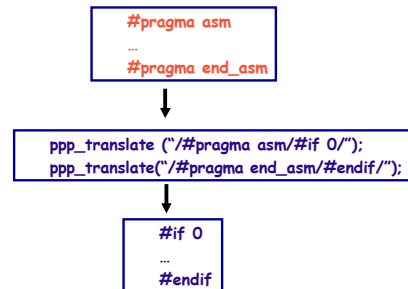 #pragma asm
…
#pragma end_asm
ppp_translate (“/#pragma asm/#if 0/”);
ppp_translate(“/#pragma end_asm/#endif/”);
#if 0
…
#endif